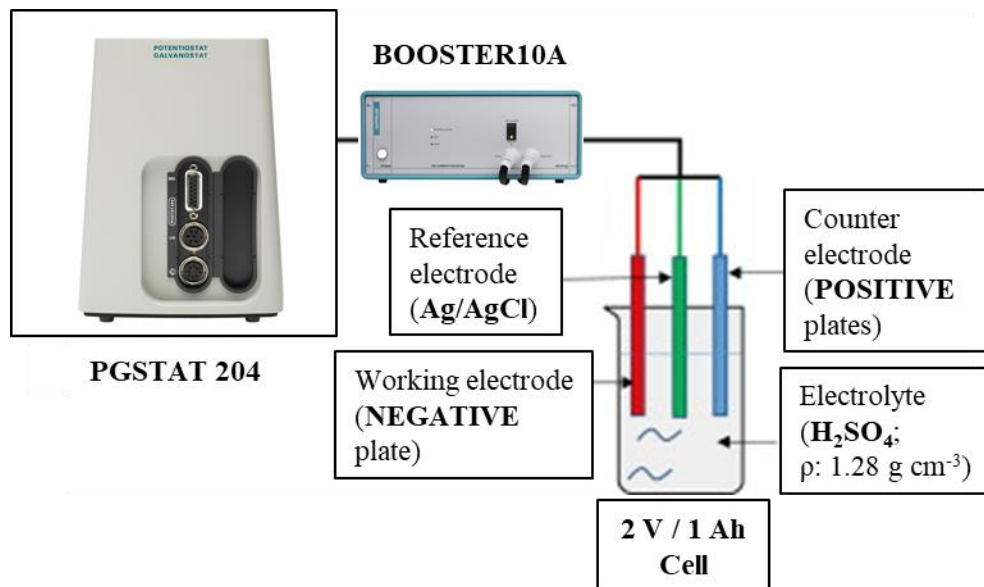 POTENTIOSTAT
GALVANOSTAT
PGSTAT 204
BOOSTER10A
Reference
electrode
(Ag/AgCl)
Counter
electrode
(POSITIVE
plates)
Working electrode
(NEGATIVE
plate)
Electrolyte
(H₂SO₄;
ρ: 1.28 g cm⁻³)
2 V / 1 Ah
Cell